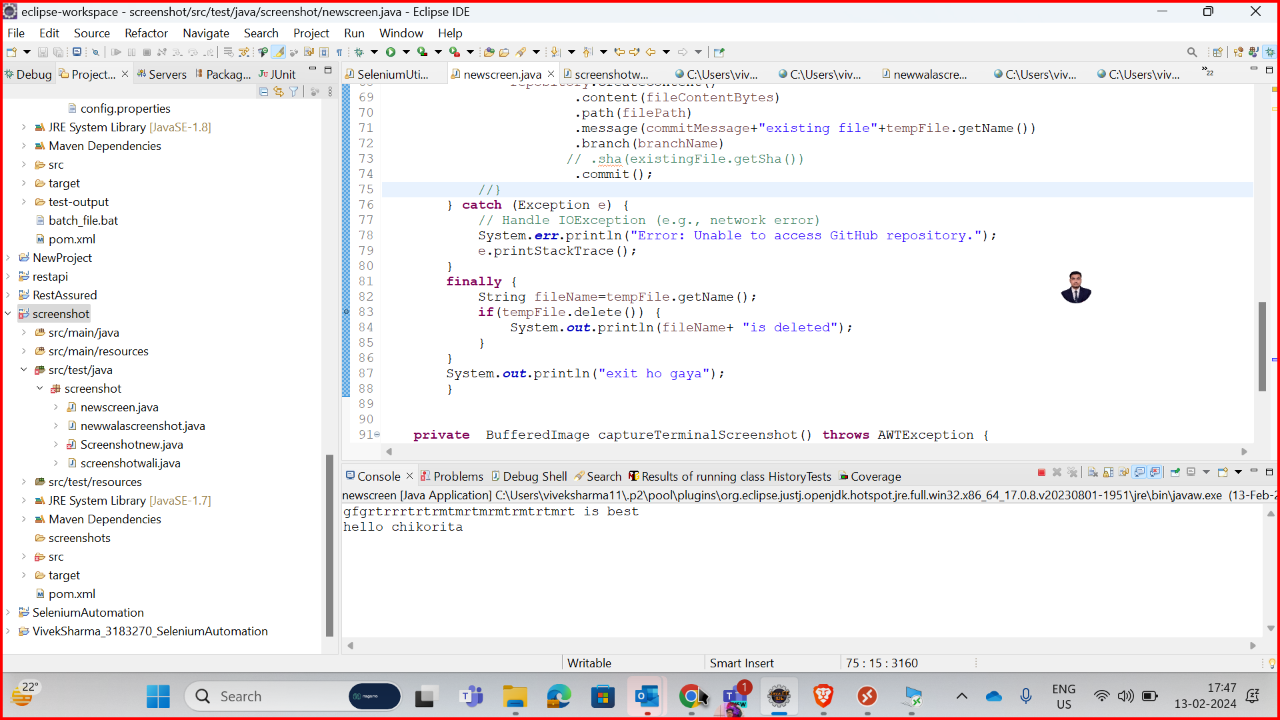 eclipse-workspace - screenshot/src/test/java/screenshot/newscreen.java - Eclipse IDE
File Edit Source Refactor Navigate Search Project Run Window Help
Debug Project... Servers Packag... JUnit
SeleniumUti... newscreen.java screenshotw... C:\Users\viv... C:\Users\viv... newwalascre... C:\Users\viv... C:\Users\viv... 22
config.properties
JRE System Library [JavaSE-1.8]
Maven Dependencies
src
target
test-output
batch_file.bat
pom.xml
NewProject
restapi
RestAssured
screenshot
src/main/java
src/main/resources
src/test/java
screenshot
newscreen.java
newwalascreenshot.java
Screenshotnew.java
screenshotwali.java
src/test/resources
JRE System Library [JavaSE-1.7]
Maven Dependencies
screenshots
src
target
pom.xml
SeleniumAutomation
VivekSharma_3183270_SeleniumAutomation
69 .content(fileContentBytes)
70 .path(filePath)
71 .message(commitMessage+"existing file"+tempFile.getName())
72 .branch(branchName)
73 // .sha(existingFile.getSha())
74 .commit();
75 //}
76 } catch (Exception e) {
77 // Handle IOException (e.g., network error)
78 System.err.println("Error: Unable to access GitHub repository.");
79 e.printStackTrace();
80 }
81 finally {
82 String fileName=tempFile.getName();
83 if(tempFile.delete()) {
84 System.out.println(fileName+ "is deleted");
85 }
86 }
87 System.out.println("exit ho gaya");
88 }
89
90
91 private BufferedImage captureTerminalScreenshot() throws AWTException {
Console Problems Debug Shell Search Results of running class HistoryTests Coverage
newscreen [Java Application] C:\Users\viveksharma11\.p2\pool\plugins\org.eclipse.justj.openjdk.hotspot.jre.full.win32.x86_64_17.0.8.v20230801-1951\jre\bin\javaw.exe (13-Feb-2
gfgrtrrrtrtrmtmrtmrmtrmtrtmrt is best
hello chikorita
Writable Smart Insert 75 : 15 : 3160
22° Search 1 ENG US 17:47 13-02-2024